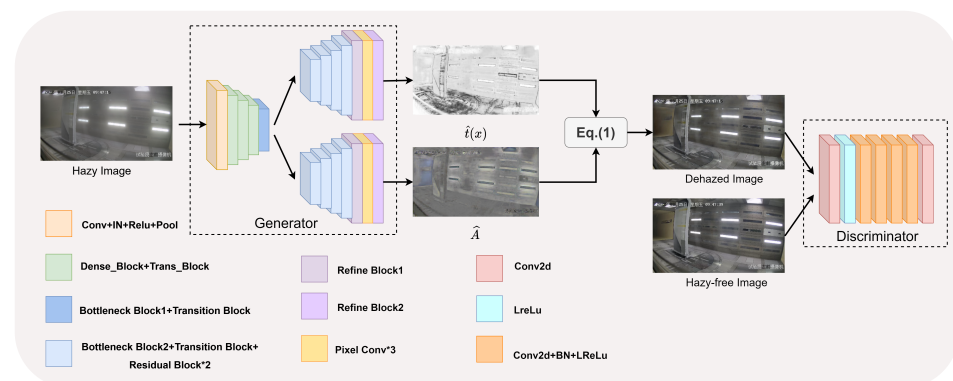 Hazy Image
Generator
t̂(x)
Â
Eq.(1)
Dehazed Image
Hazy-free Image
Discriminator
Conv+IN+Relu+Pool
Dense_Block+Trans_Block
Bottleneck Block1+Transition Block
Bottleneck Block2+Transition Block+
Residual Block*2
Refine Block1
Refine Block2
Pixel Conv*3
Conv2d
LreLu
Conv2d+BN+LReLu